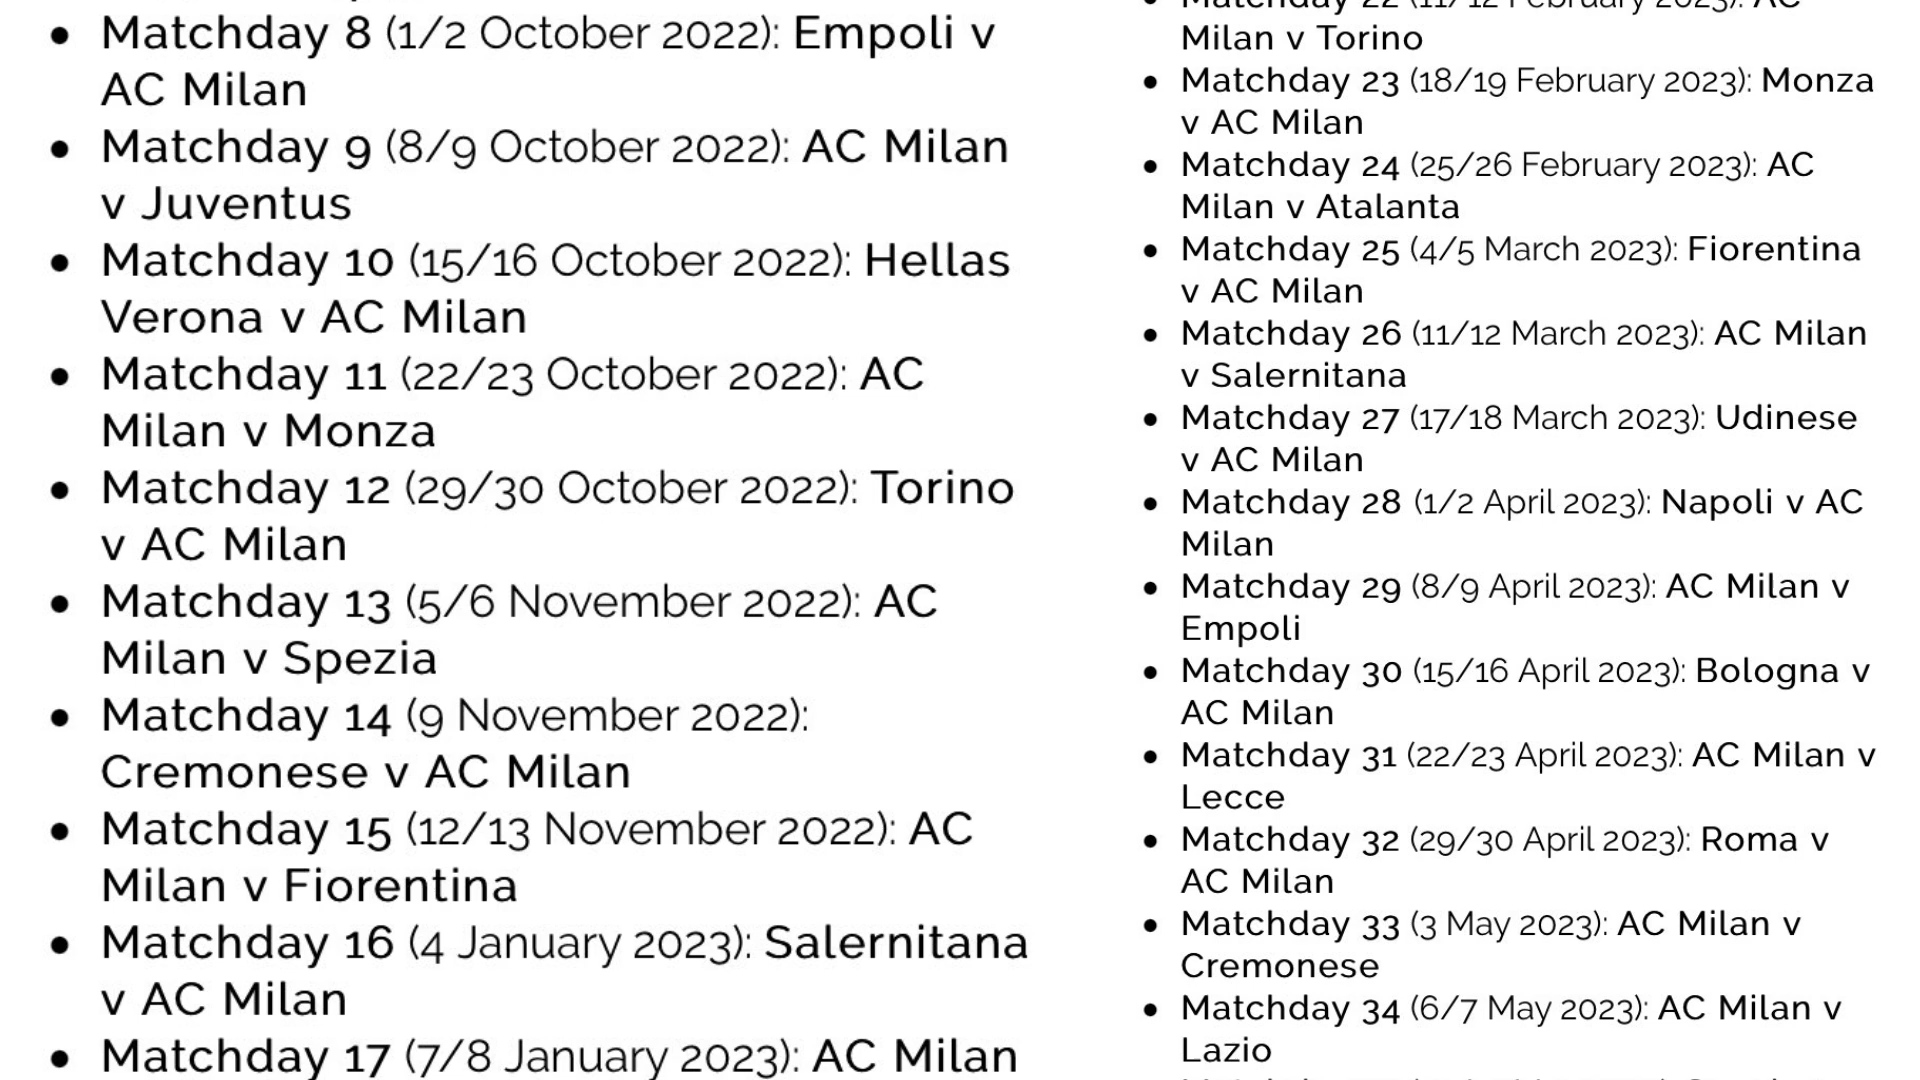 • Matchday 8 (1/2 October 2022): Empoli v
AC Milan
• Matchday 9 (8/9 October 2022): AC Milan
v Juventus
• Matchday 10 (15/16 October 2022): Hellas
Verona v AC Milan
• Matchday 11 (22/23 October 2022): AC
Milan v Monza
• Matchday 12 (29/30 October 2022): Torino
v AC Milan
• Matchday 13 (5/6 November 2022): AC
Milan v Spezia
• Matchday 14 (9 November 2022):
Cremonese v AC Milan
• Matchday 15 (12/13 November 2022): AC
Milan v Fiorentina
• Matchday 16 (4 January 2023): Salernitana
v AC Milan
• Matchday 17 (7/8 January 2023): AC Milan
• Matchday 22 (11/12 February 2023): AC
Milan v Torino
• Matchday 23 (18/19 February 2023): Monza
v AC Milan
• Matchday 24 (25/26 February 2023): AC
Milan v Atalanta
• Matchday 25 (4/5 March 2023): Fiorentina
v AC Milan
• Matchday 26 (11/12 March 2023): AC Milan
v Salernitana
• Matchday 27 (17/18 March 2023): Udinese
v AC Milan
• Matchday 28 (1/2 April 2023): Napoli v AC
Milan
• Matchday 29 (8/9 April 2023): AC Milan v
Empoli
• Matchday 30 (15/16 April 2023): Bologna v
AC Milan
• Matchday 31 (22/23 April 2023): AC Milan v
Lecce
• Matchday 32 (29/30 April 2023): Roma v
AC Milan
• Matchday 33 (3 May 2023): AC Milan v
Cremonese
• Matchday 34 (6/7 May 2023): AC Milan v
Lazio